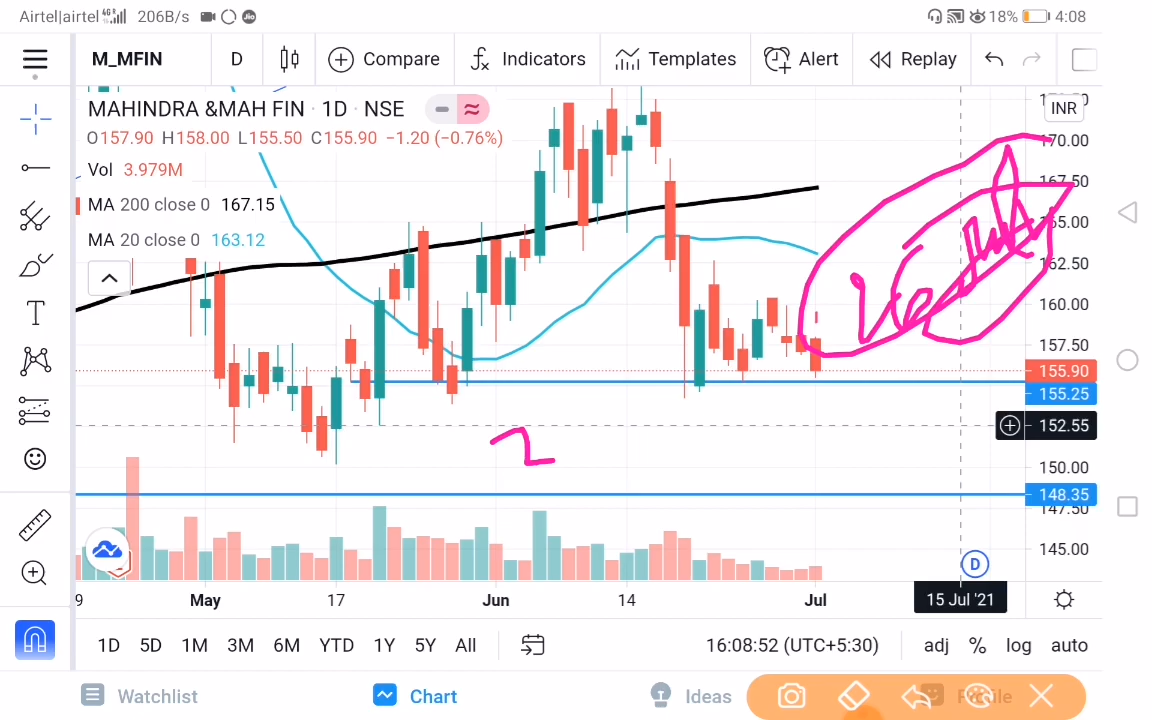 Airtel|airtel 4G 206B/s Jio 18% 4:08
M_MFIN D Compare Indicators Templates Alert Replay
MAHINDRA &MAH FIN · 1D · NSE INR
O157.90 H158.00 L155.50 C155.90 −1.20 (−0.76%)
170.00
Vol 3.979M
167.50
MA 200 close 0 167.15
165.00
MA 20 close 0 163.12
162.50
160.00
157.50
155.90
155.25
152.55
2
150.00
148.35
147.50
145.00
D
9 May 17 Jun 14 Jul 15 Jul '21
1D 5D 1M 3M 6M YTD 1Y 5Y All 16:08:52 (UTC+5:30) adj % log auto
Watchlist Chart Ideas Profile